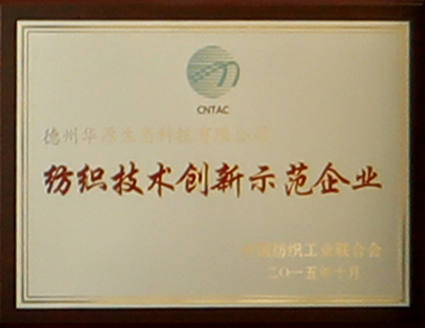 CNTAC
德州华源生态科技有限公司
纺织技术创新示范企业
中国纺织工业联合会
二〇一五年十月